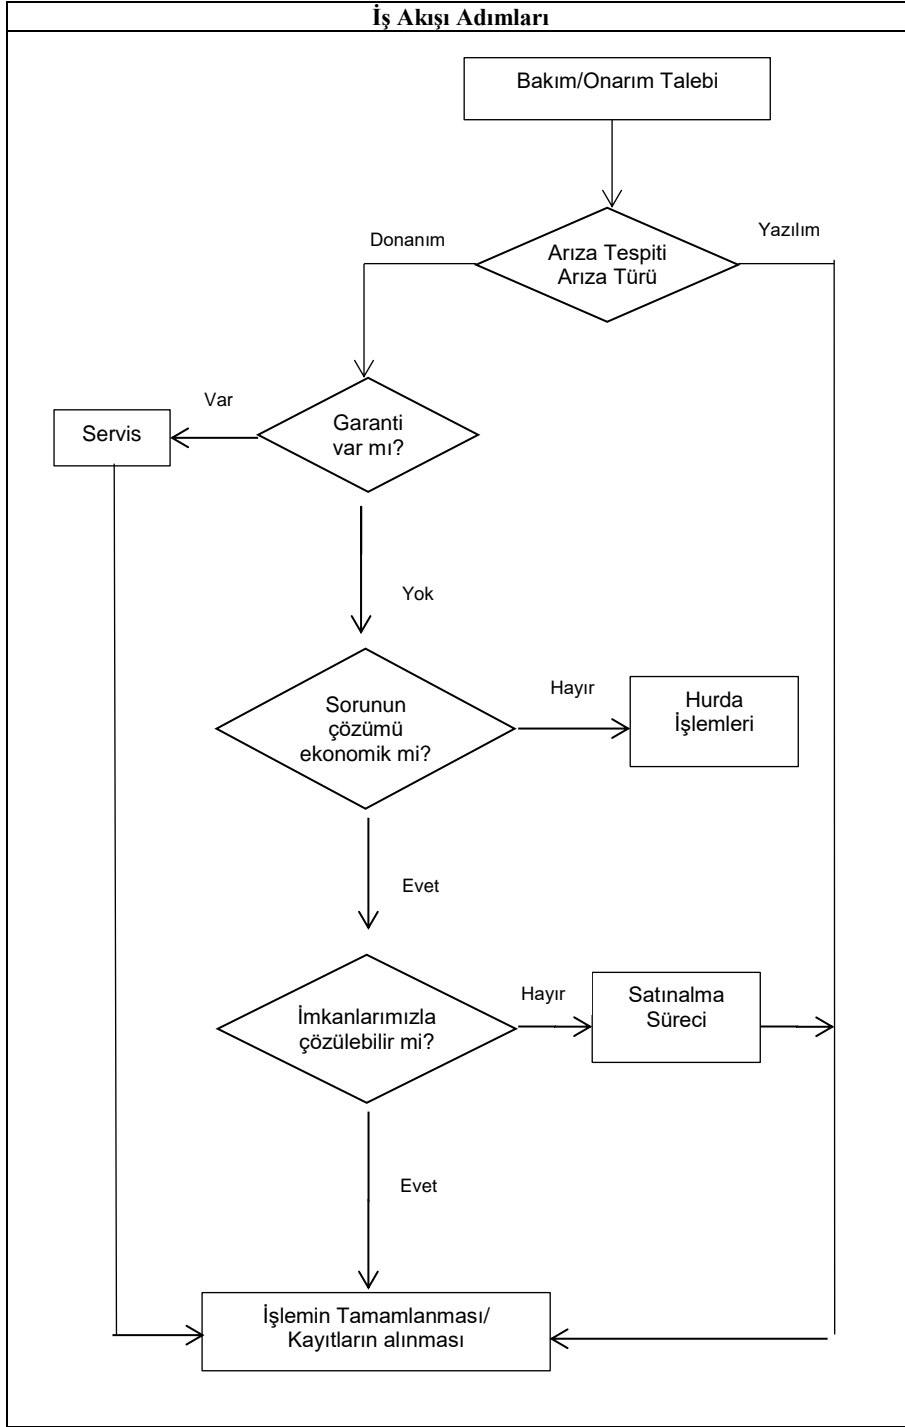 İş Akışı Adımları
Bakım/Onarım Talebi
Donanım
Arıza Tespiti
Arıza Türü
Yazılım
Var
Servis
Garanti
var mı?
Yok
Sorunun
çözümü
ekonomik mi?
Hayır
Hurda
İşlemleri
Evet
İmkanlarımızla
çözülebilir mi?
Hayır
Satınalma
Süreci
Evet
İşlemin Tamamlanması/
Kayıtların alınması